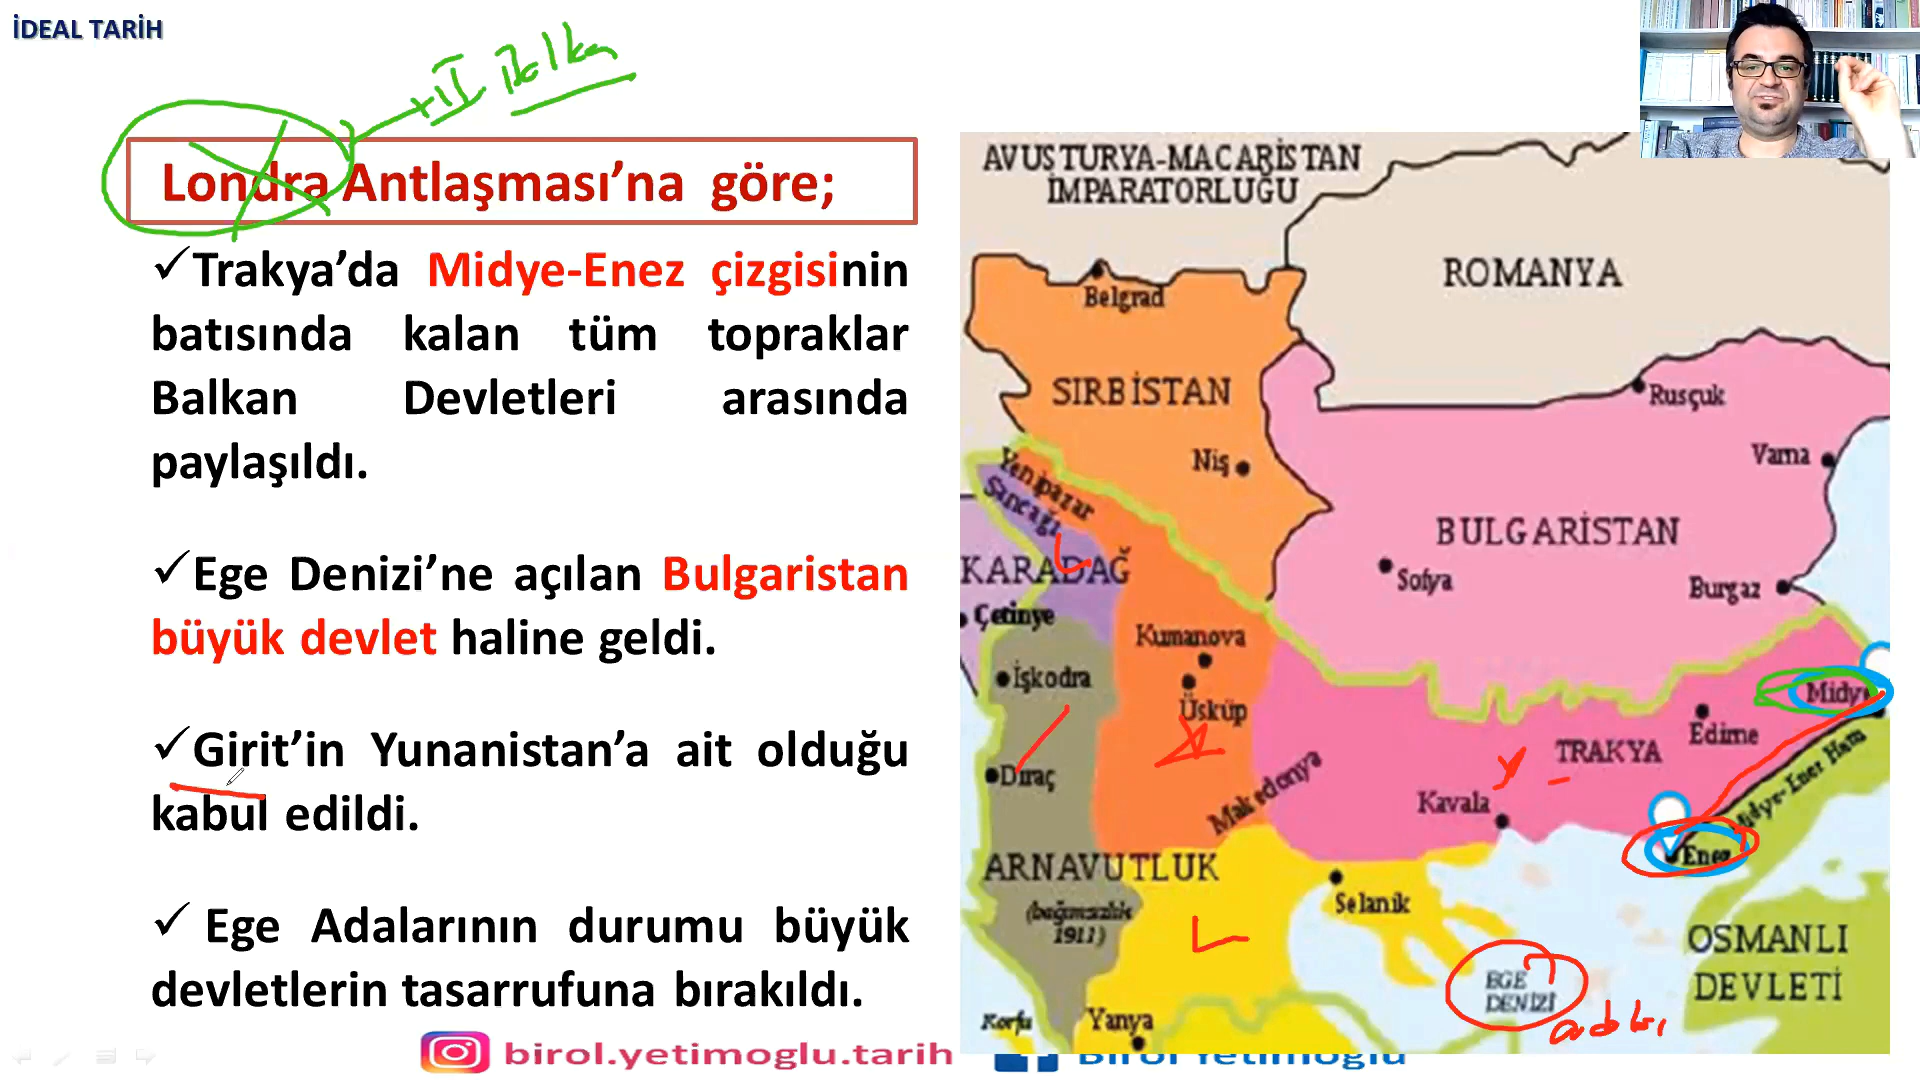 İDEAL TARİH
+II Balka
Londra Antlaşması’na göre;
✓Trakya’da Midye-Enez çizgisinin
batısında kalan tüm topraklar
Balkan Devletleri arasında
paylaşıldı.
✓Ege Denizi’ne açılan Bulgaristan
büyük devlet haline geldi.
✓Girit’in Yunanistan’a ait olduğu
kabul edildi.
✓ Ege Adalarının durumu büyük
devletlerin tasarrufuna bırakıldı.
birol.yetimoglu.tarih
Birol Yetimoglu
AVUSTURYA-MACARİSTAN
İMPARATORLUĞU
ROMANYA
Belgrad
SIRBİSTAN
Rusçuk
Niş
Varna
Yenipazar
Sancağı
BULGARİSTAN
KARADAĞ
Sofya
Burgaz
Çetinye
Kumanova
İşkodra
Üsküp
Midye
Edirne
TRAKYA
Dıraç
Makedonya
Kavala
Midye-Enez Hattı
Enez
ARNAVUTLUK
(bağımsızlık
1911)
Selanik
OSMANLI
DEVLETİ
EGE
DENİZİ
Korfu
Yanya